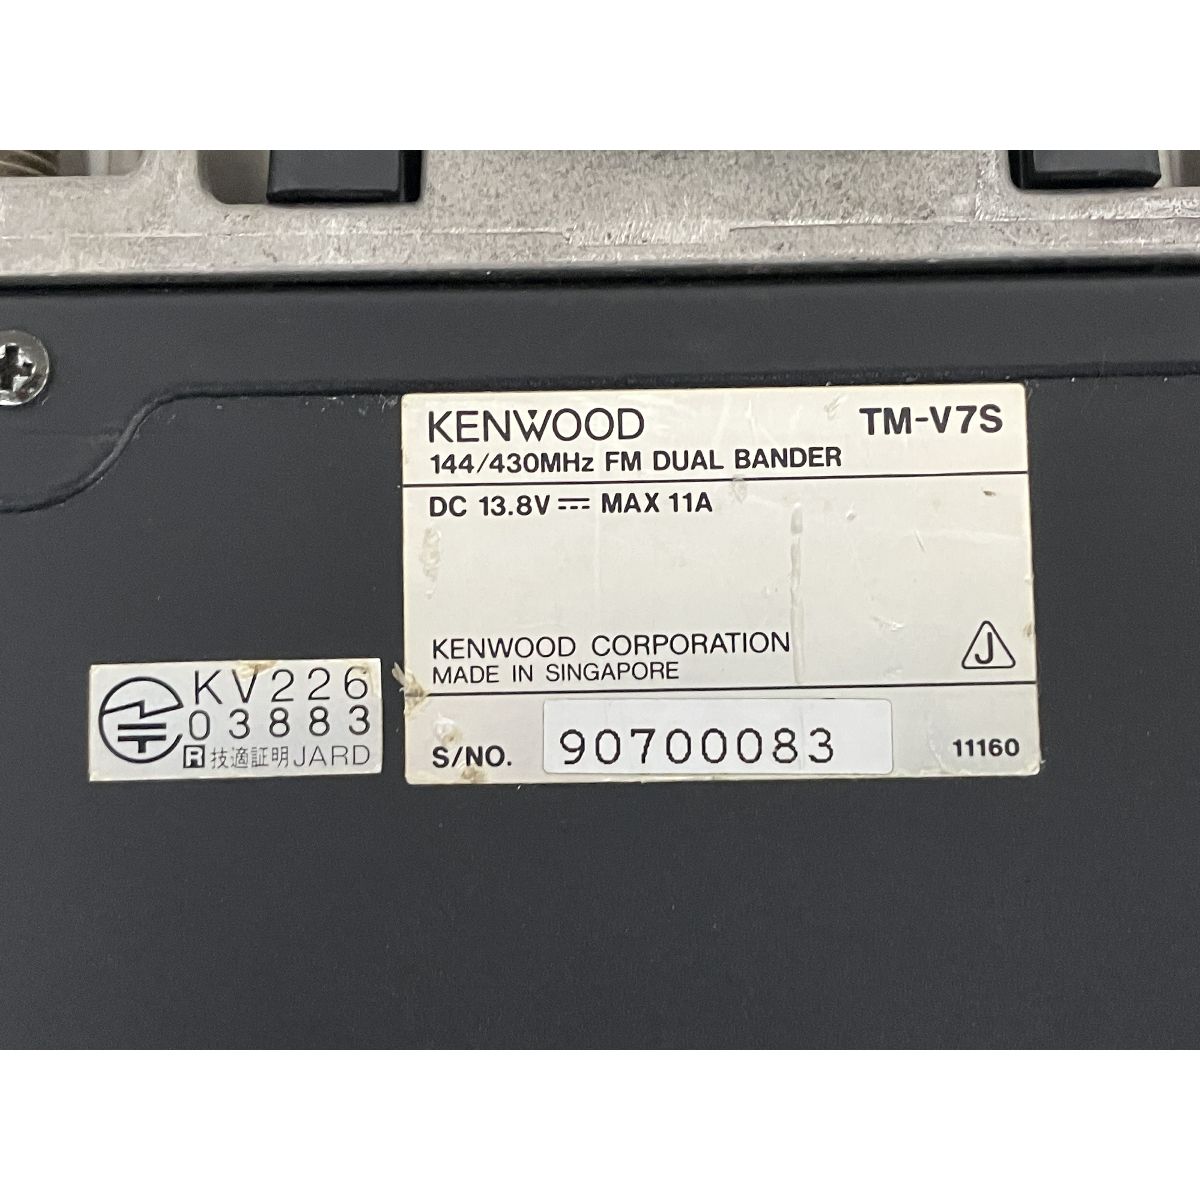 KENWOOD TM-V7S
144/430MHz FM DUAL BANDER
DC 13.8V MAX 11A
KENWOOD CORPORATION
MADE IN SINGAPORE
J
S/NO. 90700083 11160
KV226
03883
R 技適証明JARD